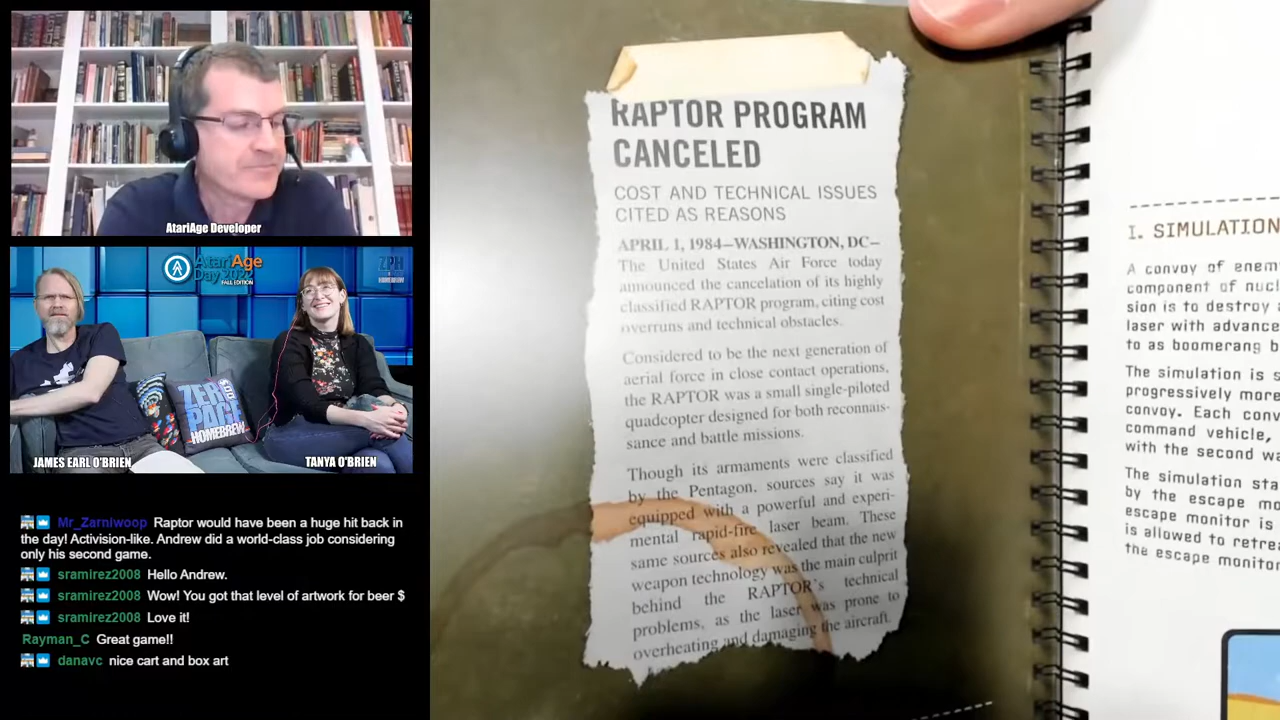 AtariAge Developer
AtariAge
Day 2022
FALL EDITION
ZPH
ZERO
PAGE
HOMEBREW
JAMES EARL O'BRIEN
TANYA O'BRIEN
Mr_Zarniwoop Raptor would have been a huge hit back in
the day! Activision-like. Andrew did a world-class job considering
only his second game.
sramirez2008 Hello Andrew.
sramirez2008 Wow! You got that level of artwork for beer $
sramirez2008 Love it!
Rayman_C Great game!!
danavc nice cart and box art
RAPTOR PROGRAM
CANCELED
COST AND TECHNICAL ISSUES
CITED AS REASONS
APRIL 1, 1984—WASHINGTON, DC—
The United States Air Force today
announced the cancelation of its highly
classified RAPTOR program, citing cost
overruns and technical obstacles.
Considered to be the next generation of
aerial force in close contact operations,
the RAPTOR was a small single-piloted
quadcopter designed for both reconnais-
sance and battle missions.
Though its armaments were classified
by the Pentagon, sources say it was
equipped with a powerful and experi-
mental rapid-fire laser beam. These
same sources also revealed that the new
weapon technology was the main culprit
behind the RAPTOR's technical
problems, as the laser was prone to
overheating and damaging the aircraft.
I. SIMULATION
A convoy of enem
component of nucl
sion is to destroy
laser with advance
to as boomerang b
The simulation is s
progressively more
convoy. Each conv
command vehicle,
with the second wa
The simulation sta
by the escape mo
escape monitor is
is allowed to retrea
the escape monitor